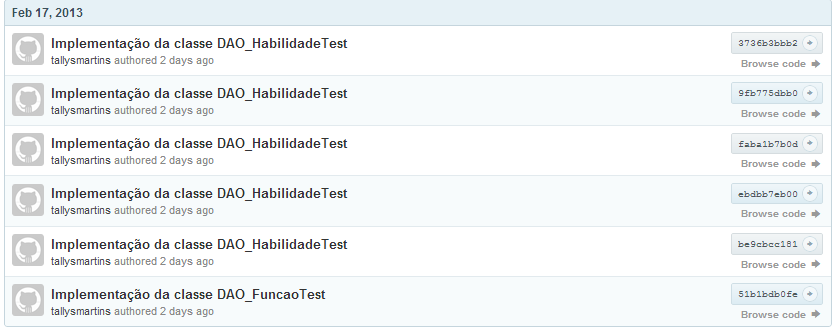 Feb 17, 2013
Implementação da classe DAO_HabilidadeTest
3736b3bbb2
tallysmartins authored 2 days ago
Browse code
Implementação da classe DAO_HabilidadeTest
9fb775dbb0
tallysmartins authored 2 days ago
Browse code
Implementação da classe DAO_HabilidadeTest
faba1b7b0d
tallysmartins authored 2 days ago
Browse code
Implementação da classe DAO_HabilidadeTest
ebdbb7eb00
tallysmartins authored 2 days ago
Browse code
Implementação da classe DAO_HabilidadeTest
be9cbcc181
tallysmartins authored 2 days ago
Browse code
Implementação da classe DAO_FuncaoTest
51b1bdb0fe
tallysmartins authored 2 days ago
Browse code